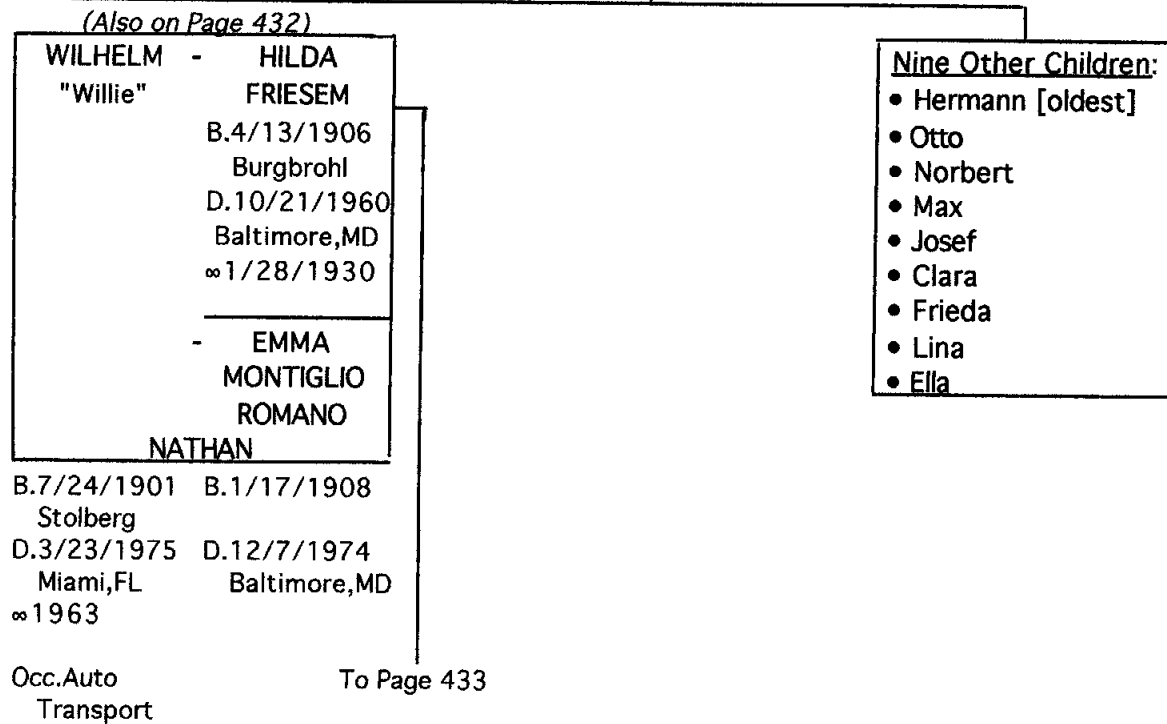 (Also on Page 432)
WILHELM - HILDA
"Willie" FRIESEM
B.4/13/1906
Burgbrohl
D.10/21/1960
Baltimore,MD
∞1/28/1930
- EMMA
MONTIGLIO
ROMANO
NATHAN
B.7/24/1901 B.1/17/1908
Stolberg
D.3/23/1975 D.12/7/1974
Miami,FL Baltimore,MD
∞1963
Occ.Auto
Transport
To Page 433
Nine Other Children:
• Hermann [oldest]
• Otto
• Norbert
• Max
• Josef
• Clara
• Frieda
• Lina
• Ella